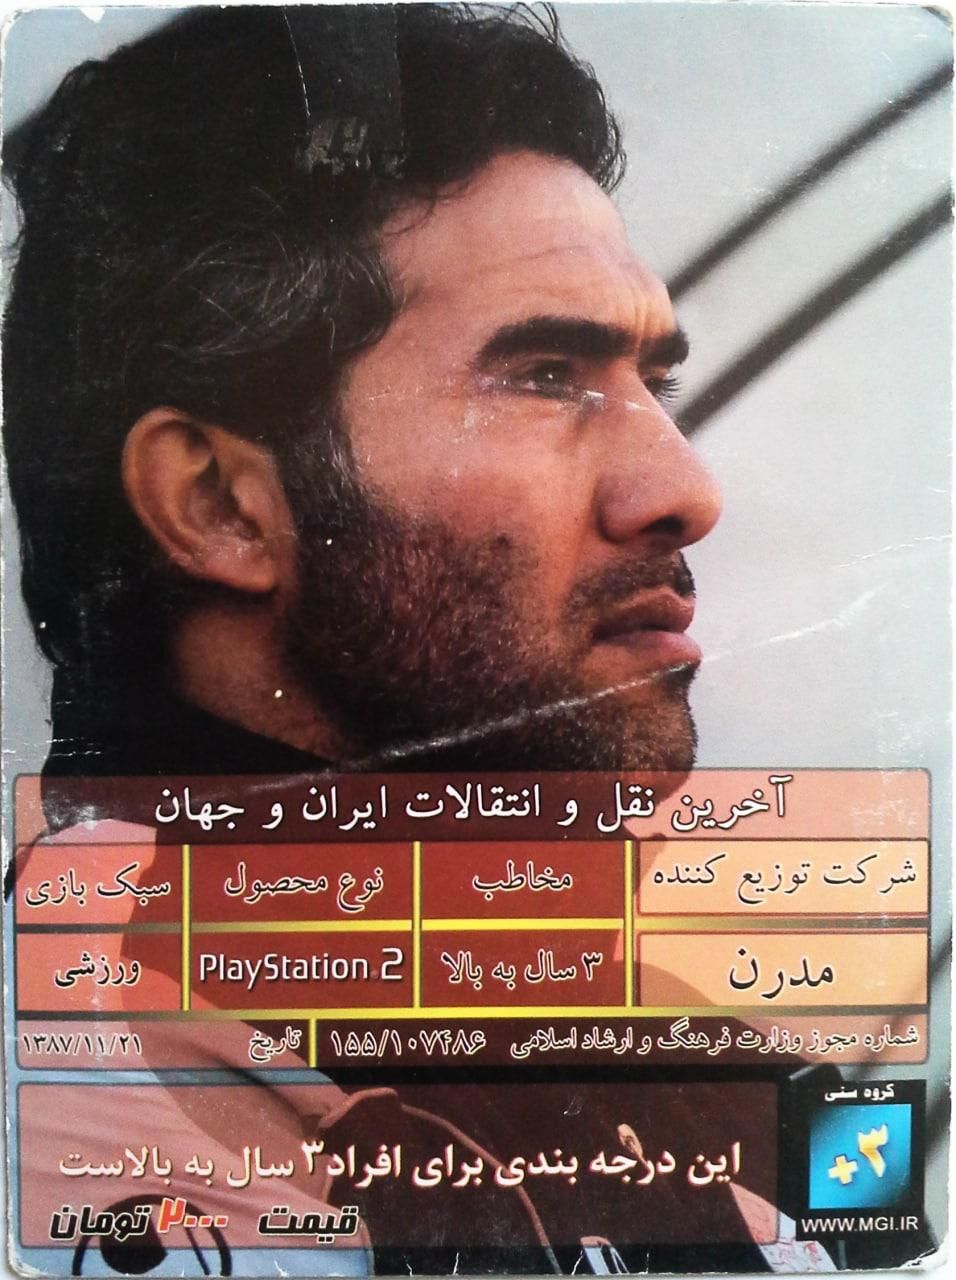 آخرین نقل و انتقالات ایران و جهان
شرکت توزیع کننده
مخاطب
نوع محصول
سبک بازی
مدرن
۳ سال به بالا
PlayStation 2
ورزشی
شماره مجوز وزارت فرهنگ و ارشاد اسلامی ۱۵۵/۱۰۷۴۸۶
تاریخ ۱۳۸۷/۱۱/۲۱
گروه سنی
+۳
WWW.MGI.IR
این درجه بندی برای افراد ۳ سال به بالاست
قیمت ۲۰۰۰ تومان